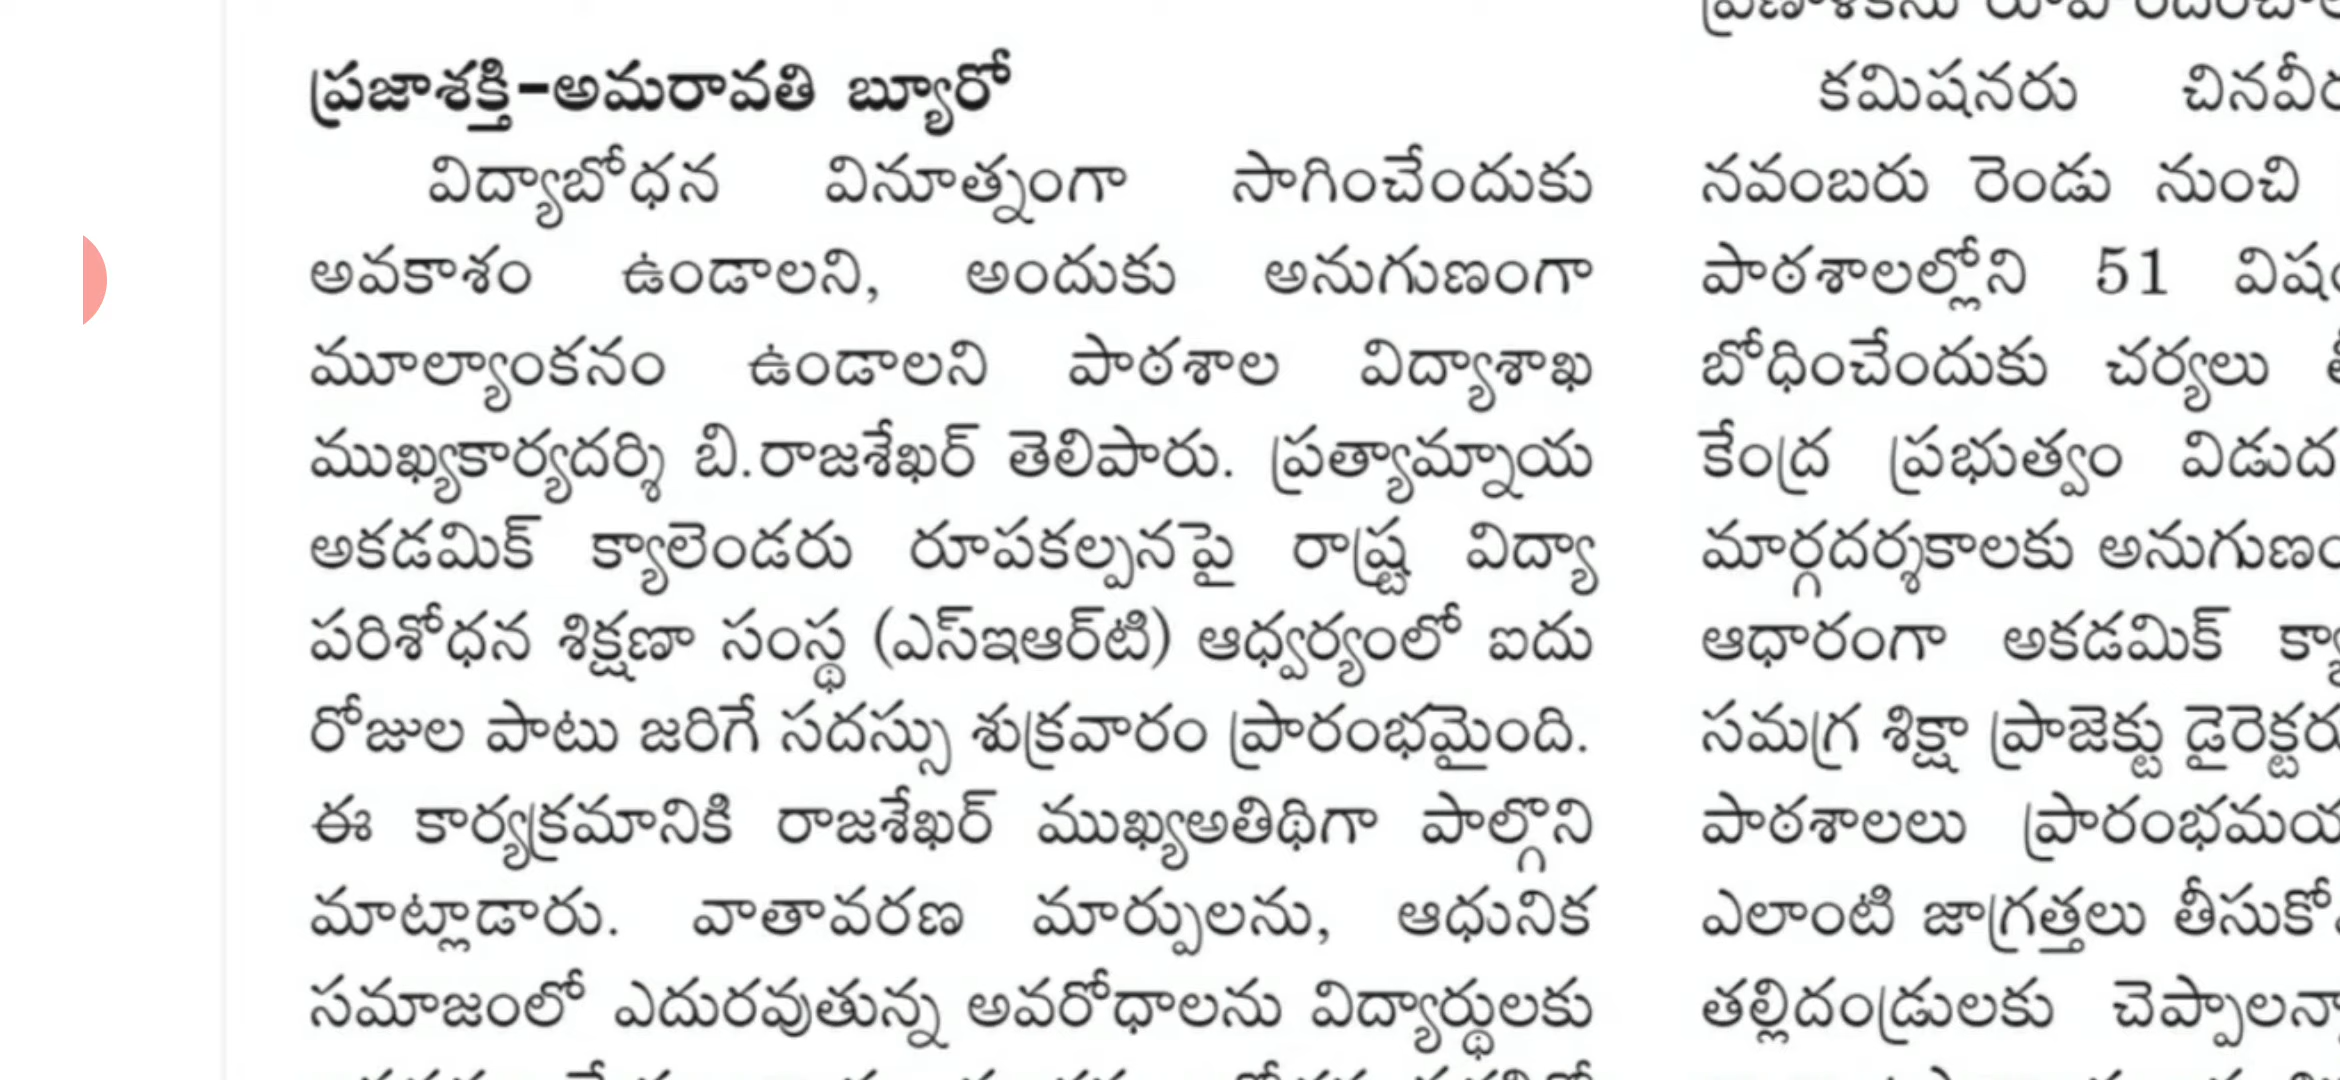 ప్రజాశక్తి-అమరావతి బ్యూరో
విద్యాబోధన వినూత్నంగా సాగించేందుకు
అవకాశం ఉండాలని, అందుకు అనుగుణంగా
మూల్యాంకనం ఉండాలని పాఠశాల విద్యాశాఖ
ముఖ్యకార్యదర్శి బి.రాజశేఖర్ తెలిపారు. ప్రత్యామ్నాయ
అకడమిక్ క్యాలెండరు రూపకల్పనపై రాష్ట్ర విద్యా
పరిశోధన శిక్షణా సంస్థ (ఎస్ఇఆర్‌టి) ఆధ్వర్యంలో ఐదు
రోజుల పాటు జరిగే సదస్సు శుక్రవారం ప్రారంభమైంది.
ఈ కార్యక్రమానికి రాజశేఖర్ ముఖ్యఅతిథిగా పాల్గొని
మాట్లాడారు. వాతావరణ మార్పులను, ఆధునిక
సమాజంలో ఎదురవుతున్న అవరోధాలను విద్యార్థులకు
కమిషనరు
నవంబరు రెండు నుంచి
పాఠశాలల్లోని 51
బోధించేందుకు చర్యలు
కేంద్ర ప్రభుత్వం
మార్గదర్శకాలకు
ఆధారంగా అకడమిక్
సమగ్ర శిక్షా ప్రాజెక్టు
పాఠశాలలు
ఎలాంటి జాగ్రత్తలు
తల్లిదండ్రులకు